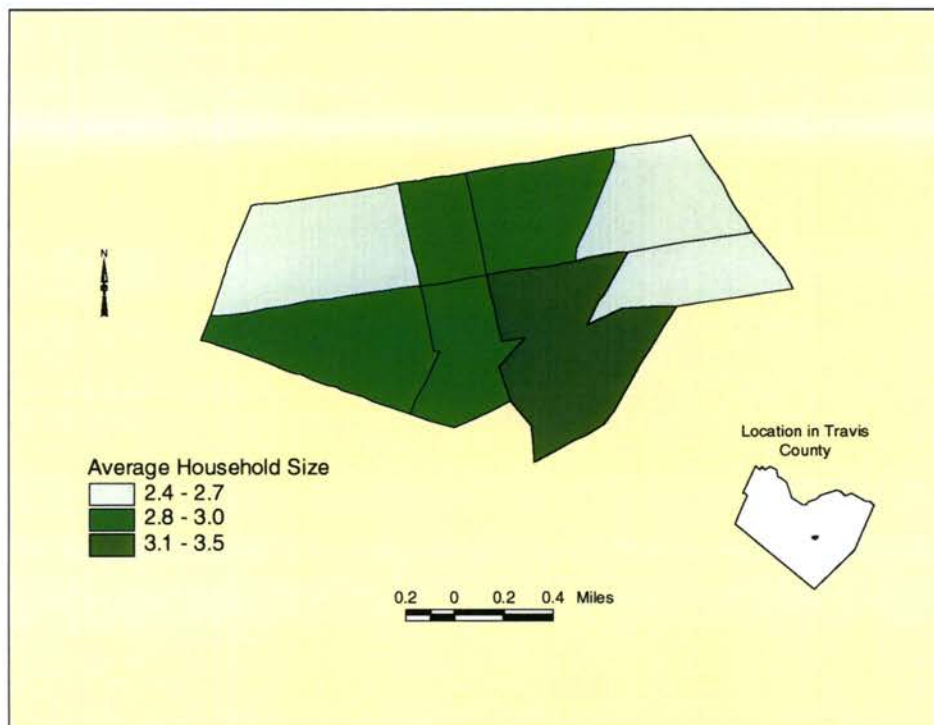 N
Average Household Size
2.4 - 2.7
2.8 - 3.0
3.1 - 3.5
Location in Travis
County
0.2 0 0.2 0.4 Miles